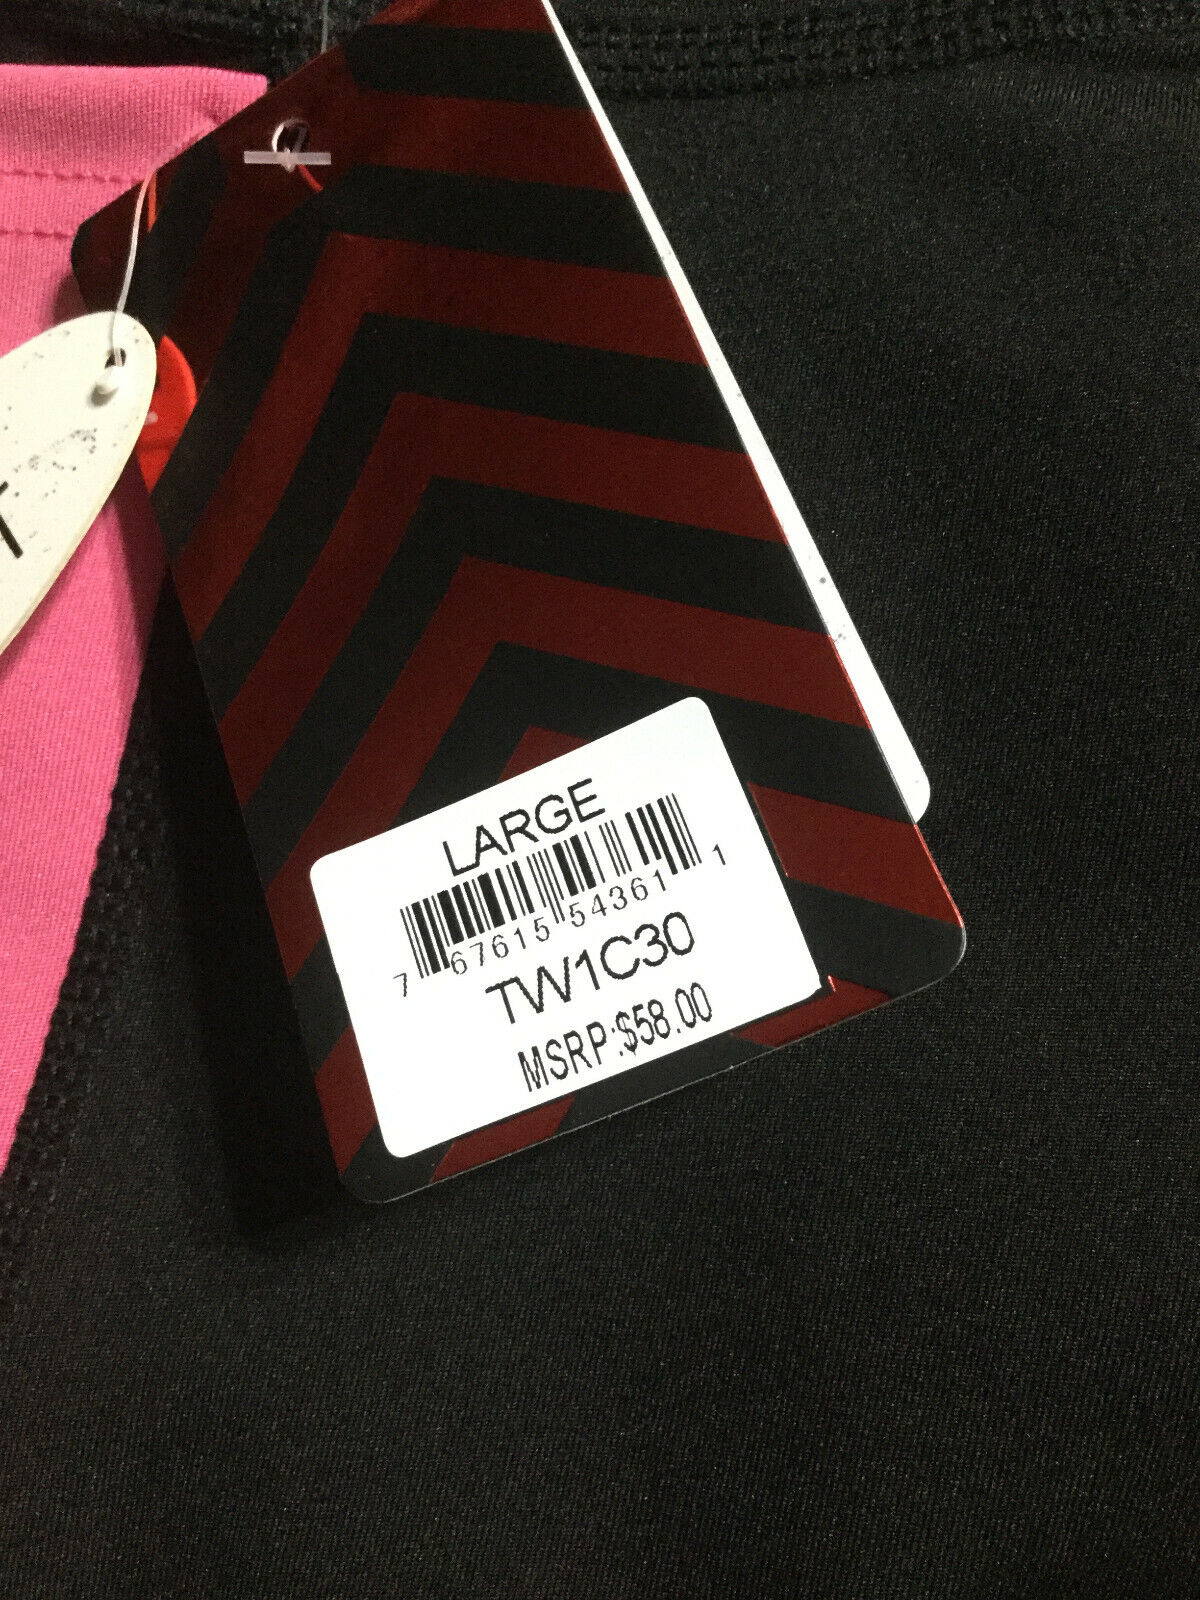 LARGE
7 67615 54361 1
TW1C30
MSRP:$58.00